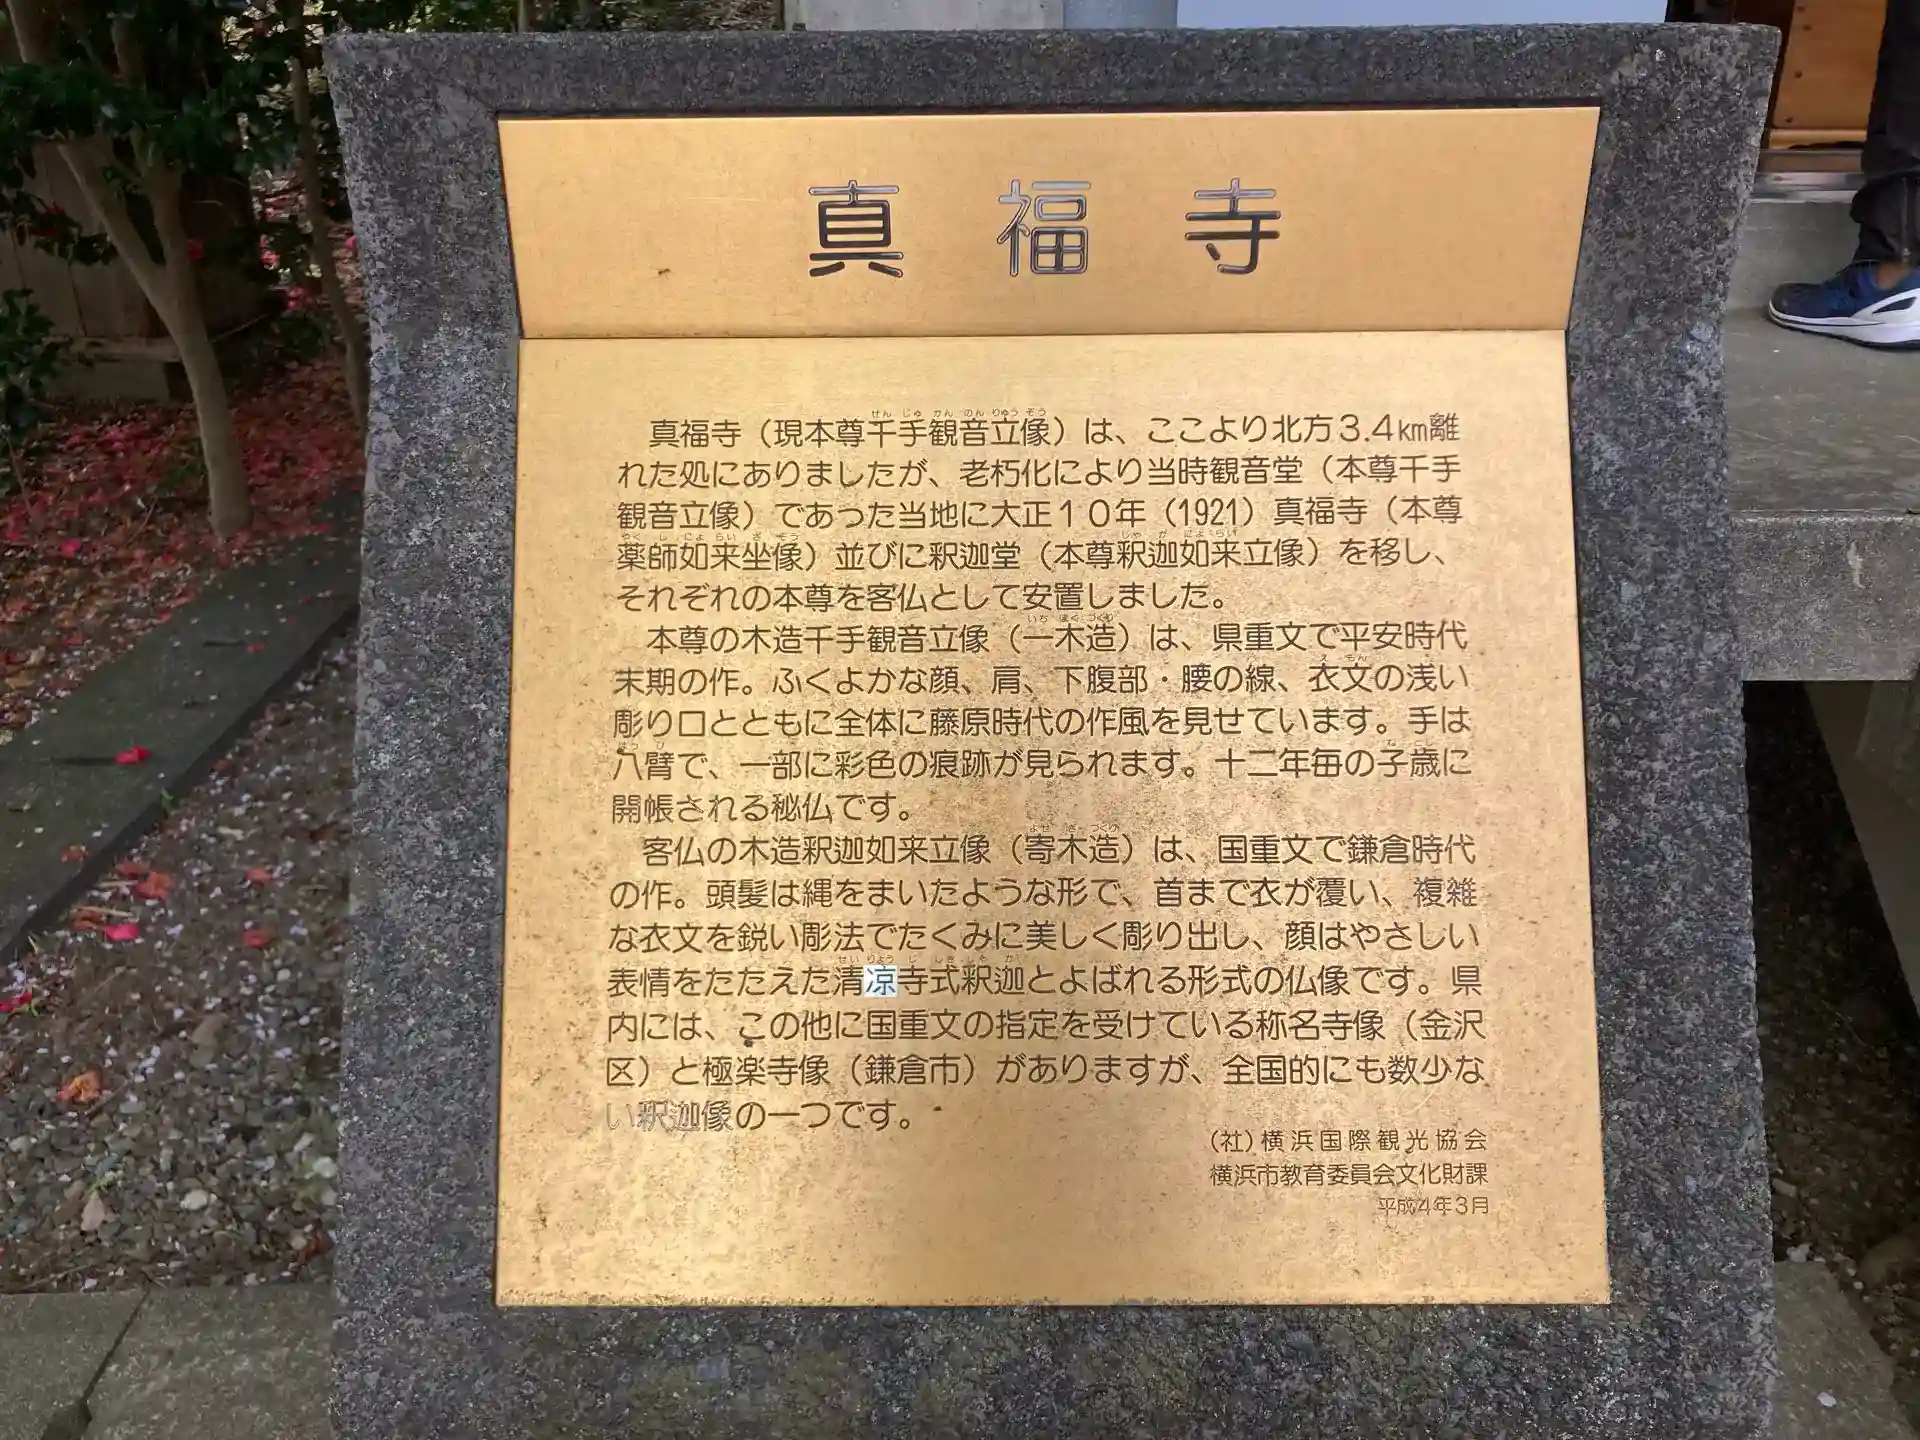 真福寺
真福寺（現本尊千手観音立像）は、ここより北方3.4km離
れた処にありましたが、老朽化により当時観音堂（本尊千手
観音立像）であった当地に大正10年（1921）真福寺（本尊
薬師如来坐像）並びに釈迦堂（本尊釈迦如来立像）を移し、
それぞれの本尊を客仏として安置しました。
本尊の木造千手観音立像（一木造）は、県重文で平安時代
末期の作。ふくよかな顔、肩、下腹部・腰の線、衣文の浅い
彫り口とともに全体に藤原時代の作風を見せています。手は
八臂で、一部に彩色の痕跡が見られます。十二年毎の子歳に
開帳される秘仏です。
客仏の木造釈迦如来立像（寄木造）は、国重文で鎌倉時代
の作。頭髪は縄をまいたような形で、首まで衣が覆い、複雑
な衣文を鋭い彫法でたくみに美しく彫り出し、顔はやさしい
表情をたたえた清凉寺式釈迦とよばれる形式の仏像です。県
内には、この他に国重文の指定を受けている称名寺像（金沢
区）と極楽寺像（鎌倉市）がありますが、全国的にも数少な
い釈迦像の一つです。
（社）横浜国際観光協会
横浜市教育委員会文化財課
平成4年3月